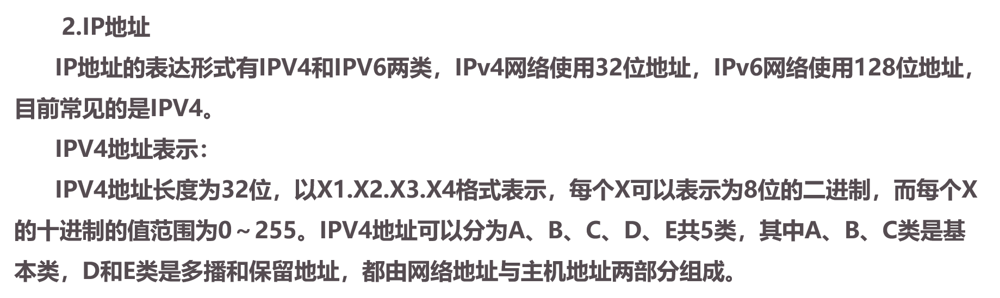 2.IP地址
IP地址的表达形式有IPV4和IPV6两类，IPv4网络使用32位地址，IPv6网络使用128位地址，
目前常见的是IPV4。
IPV4地址表示：
IPV4地址长度为32位，以X1.X2.X3.X4格式表示，每个X可以表示为8位的二进制，而每个X
的十进制的值范围为0～255。IPV4地址可以分为A、B、C、D、E共5类，其中A、B、C类是基
本类，D和E类是多播和保留地址，都由网络地址与主机地址两部分组成。